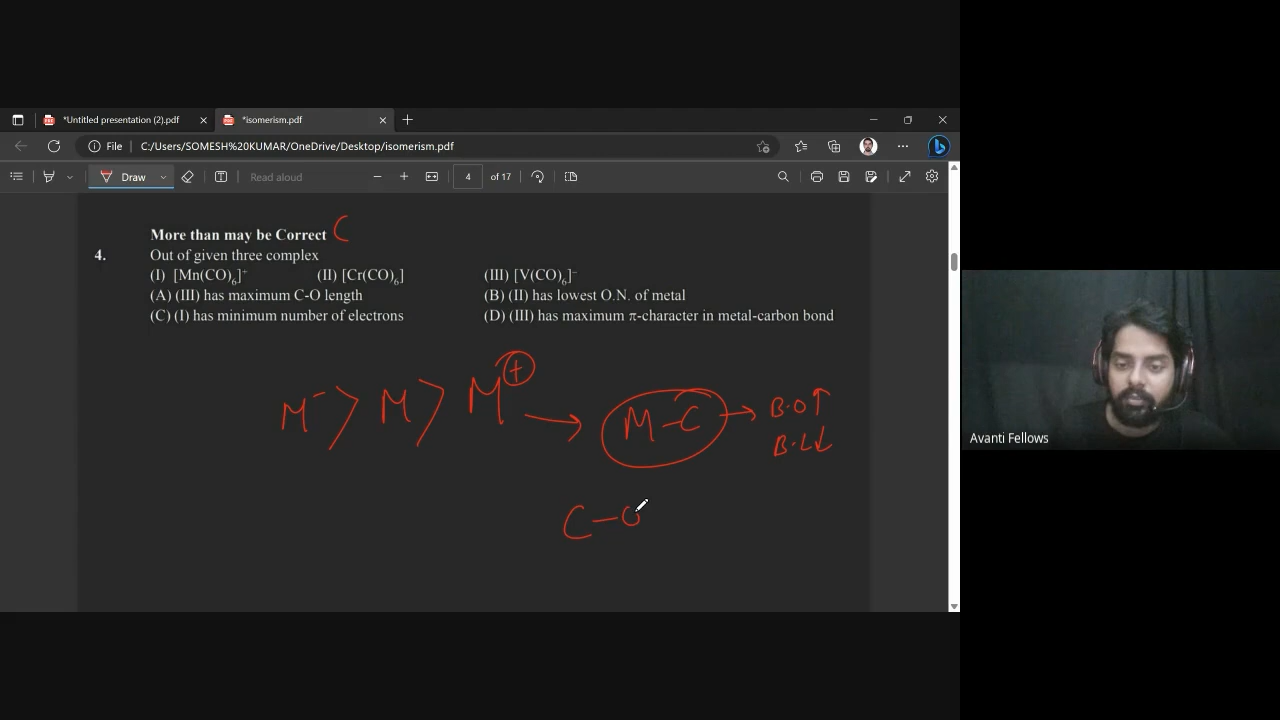 *Untitled presentation (2).pdf
*isomerism.pdf
File
C:/Users/SOMESH%20KUMAR/OneDrive/Desktop/isomerism.pdf
Draw
Read aloud
4
of 17
More than may be Correct C
4. Out of given three complex
(I) [Mn(CO)₆]⁺ (II) [Cr(CO)₆] (III) [V(CO)₆]⁻
(A) (III) has maximum C-O length (B) (II) has lowest O.N. of metal
(C) (I) has minimum number of electrons (D) (III) has maximum π-character in metal-carbon bond
M⁻ > M > M⁺ → M-C → B.O↑
B.L↓
C-O
Avanti Fellows